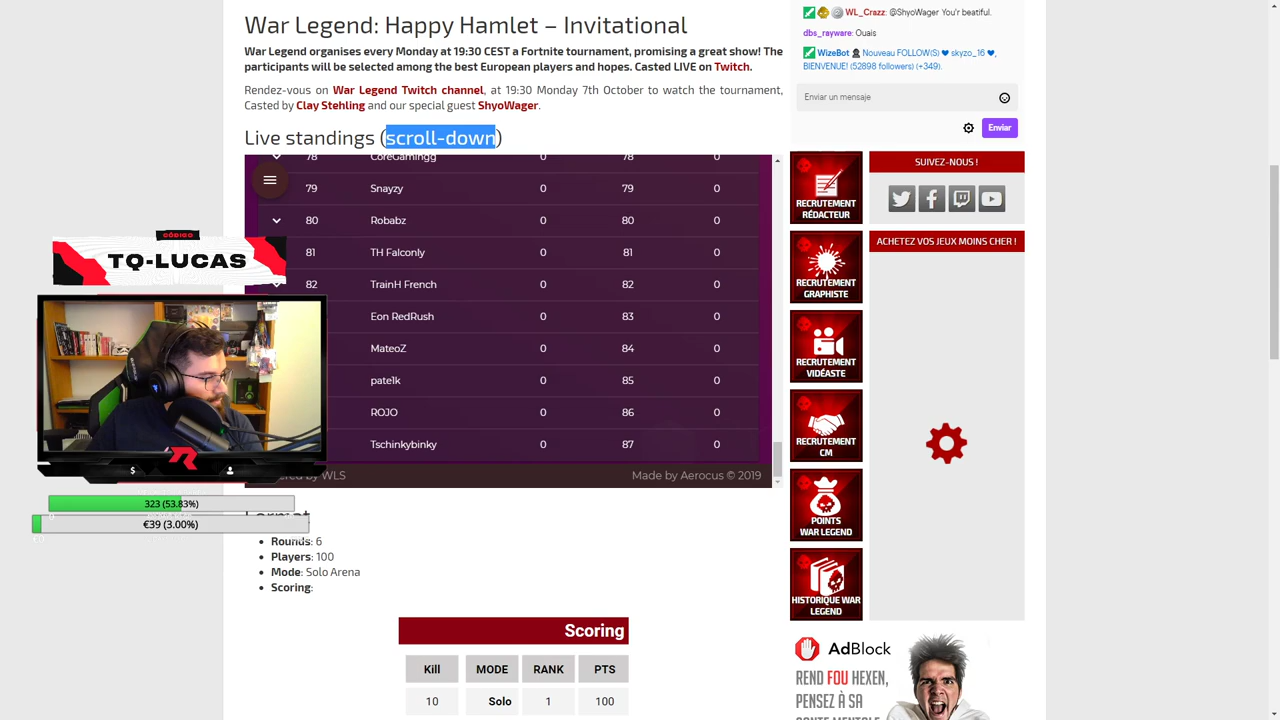 War Legend: Happy Hamlet – Invitational
War Legend organises every Monday at 19:30 CEST a Fortnite tournament, promising a great show! The
participants will be selected among the best European players and hopes. Casted LIVE on Twitch.
Rendez-vous on War Legend Twitch channel, at 19:30 Monday 7th October to watch the tournament,
Casted by Clay Stehling and our special guest ShyoWager.
Live standings (scroll-down)
78 CoreGamingg 0 78
79 Snayzy 0 79 0
80 Robabz 0 80 0
81 TH Falconly 0 81 0
82 TrainH French 0 82 0
Eon RedRush 0 83 0
MateoZ 0 84 0
pate1k 0 85 0
ROJO 0 86 0
Tschinkybinky 0 87 0
WLS Made by Aerocus © 2019
CÓDIGO
TQ-LUCAS
323 (53.83%)
€39 (3.00%)
Rounds: 6
Players: 100
Mode: Solo Arena
Scoring:
Scoring
Kill MODE RANK PTS
10 Solo 1 100
WL_Crazz: @ShyoWager You'r beatiful.
dbs_rayware: Ouais
WizeBot Nouveau FOLLOW(S) ❤ skyzo_16 ❤,
BIENVENUE! (52898 followers) (+349).
Enviar un mensaje
Enviar
RECRUTEMENT
RÉDACTEUR
RECRUTEMENT
GRAPHISTE
RECRUTEMENT
VIDÉASTE
RECRUTEMENT
CM
POINTS
WAR LEGEND
HISTORIQUE WAR
LEGEND
SUIVEZ-NOUS !
ACHETEZ VOS JEUX MOINS CHER !
AdBlock
REND FOU HEXEN,
PENSEZ À SA